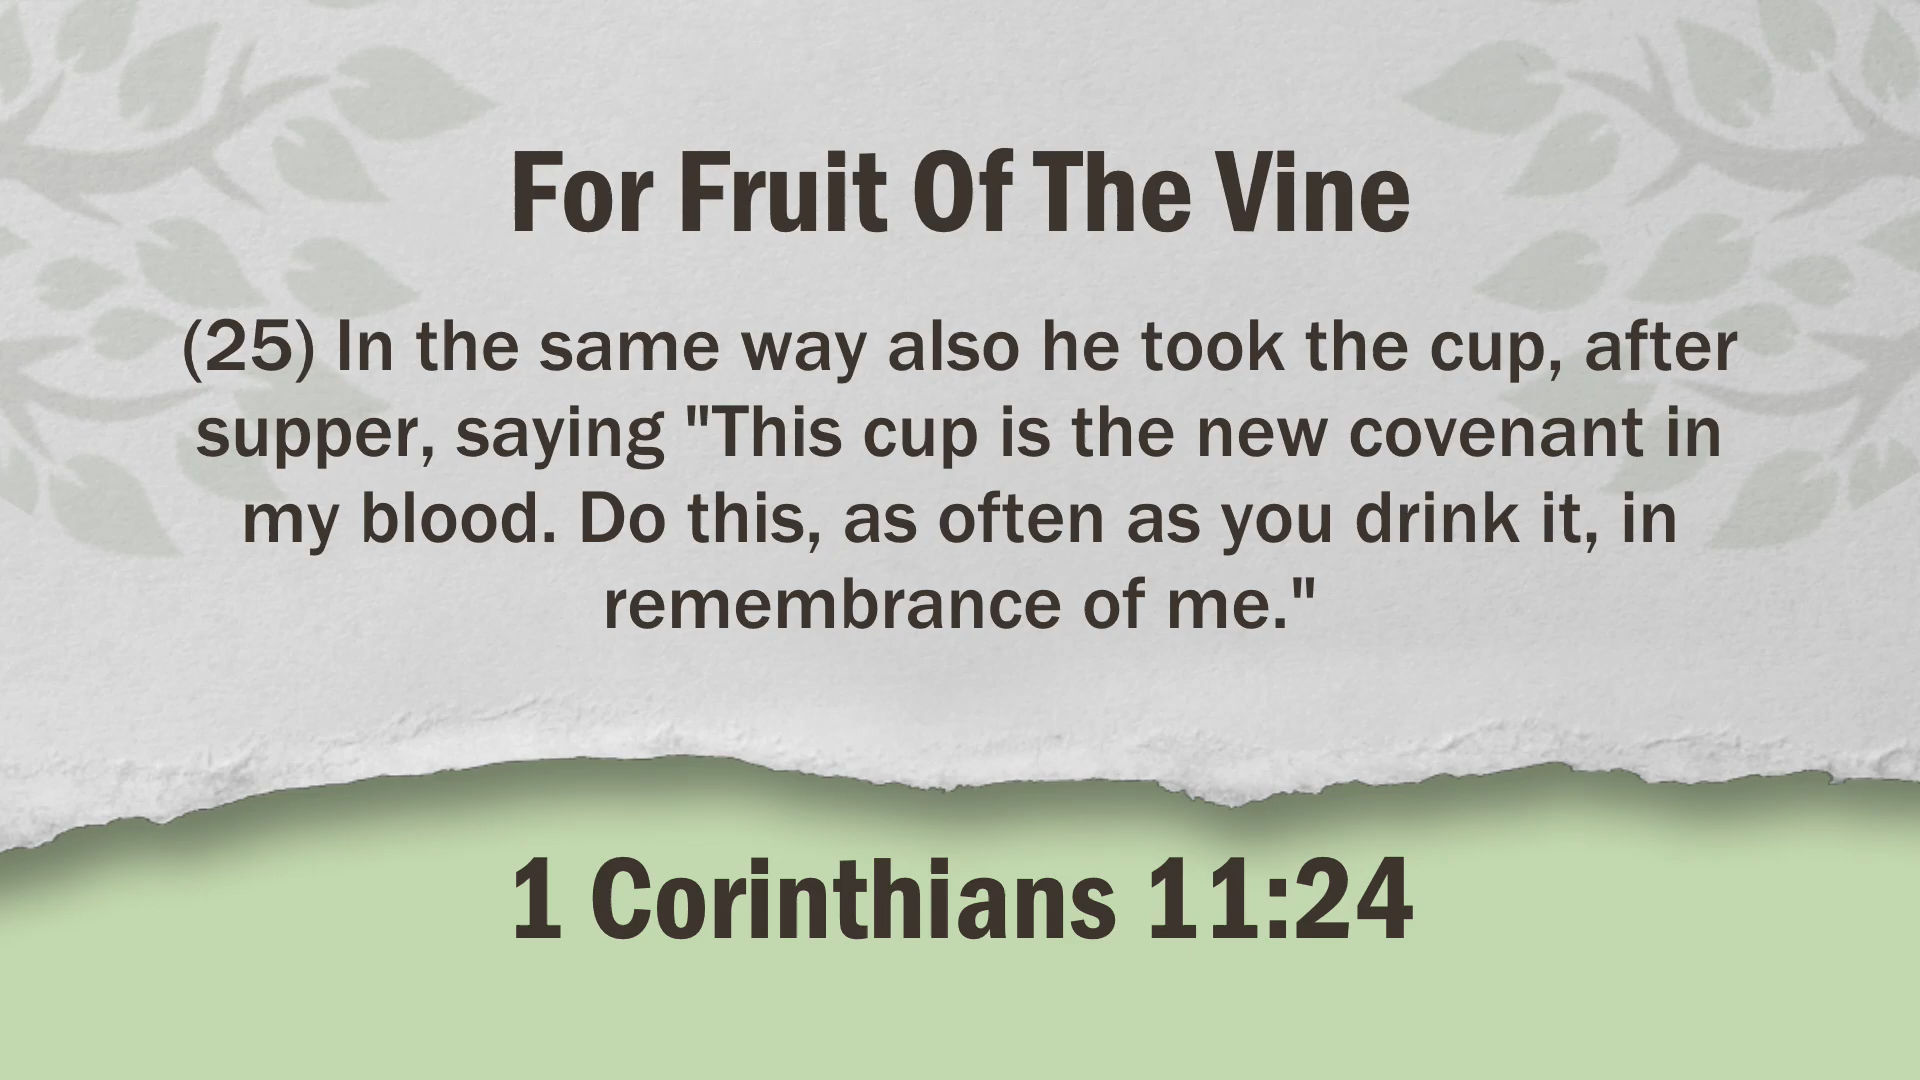 For Fruit Of The Vine
(25) In the same way also he took the cup, after
supper, saying "This cup is the new covenant in
my blood. Do this, as often as you drink it, in
remembrance of me."
1 Corinthians 11:24